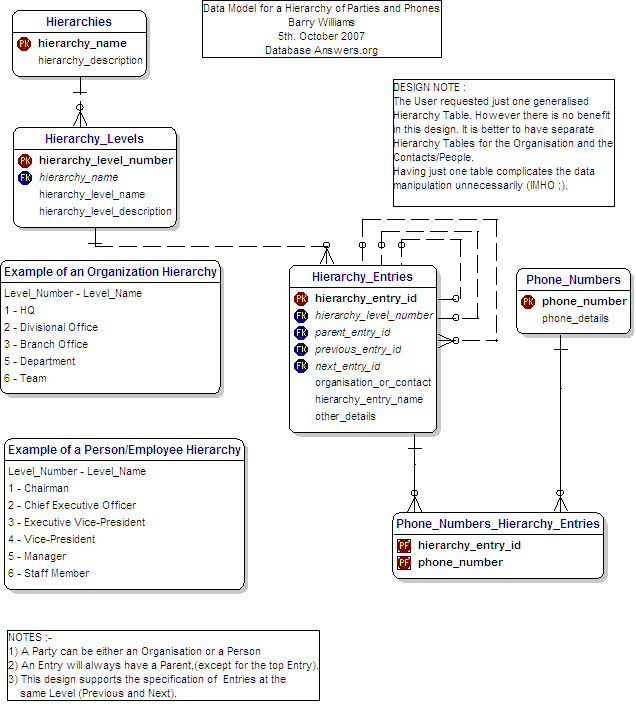 Data Model for a Hierarchy of Parties and Phones
Barry Williams
5th. October 2007
Database Answers.org
Hierarchies
PK hierarchy_name
hierarchy_description
DESIGN NOTE :
The User requested just one generalised
Hierarchy Table. However there is no benefit
in this design. It is better to have separate
Hierarchy Tables for the Organisation and the
Contacts/People.
Having just one table complicates the data
manipulation unnecessarily (IMHO ;).
Hierarchy_Levels
PK hierarchy_level_number
FK hierarchy_name
hierarchy_level_name
hierarchy_level_description
Example of an Organization Hierarchy
Level_Number - Level_Name
1 - HQ
2 - Divisional Office
3 - Branch Office
5 - Department
6 - Team
Hierarchy_Entries
PK hierarchy_entry_id
FK hierarchy_level_number
FK parent_entry_id
FK previous_entry_id
FK next_entry_id
organisation_or_contact
hierarchy_entry_name
other_details
Phone_Numbers
PK phone_number
phone_details
Example of a Person/Employee Hierarchy
Level_Number - Level_Name
1 - Chairman
2 - Chief Executive Officer
3 - Executive Vice-President
4 - Vice-President
5 - Manager
6 - Staff Member
Phone_Numbers_Hierarchy_Entries
PF hierarchy_entry_id
PF phone_number
NOTES :-
1) A Party can be either an Organisation or a Person
2) An Entry will always have a Parent,(except for the top Entry).
3) This design supports the specification of Entries at the
same Level (Previous and Next).